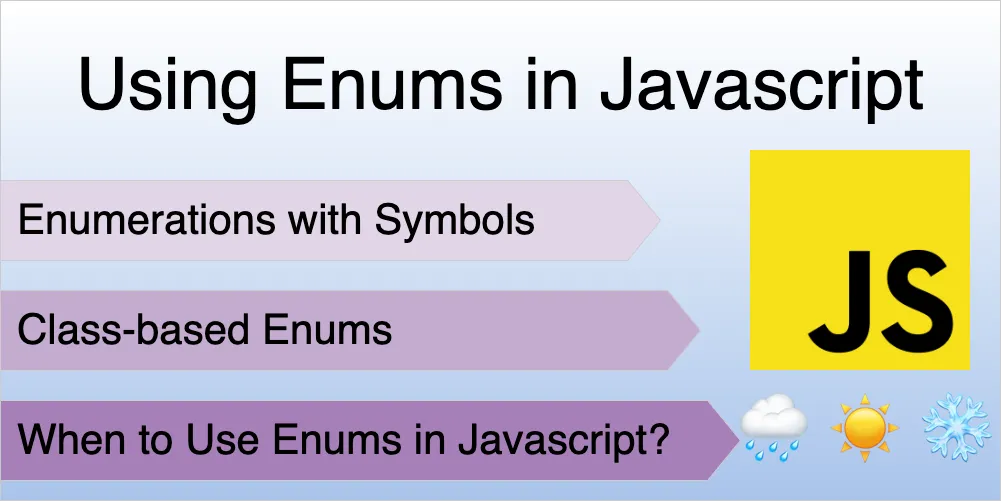 Using Enums in Javascript
Enumerations with Symbols
Class-based Enums
JS
When to Use Enums in Javascript?